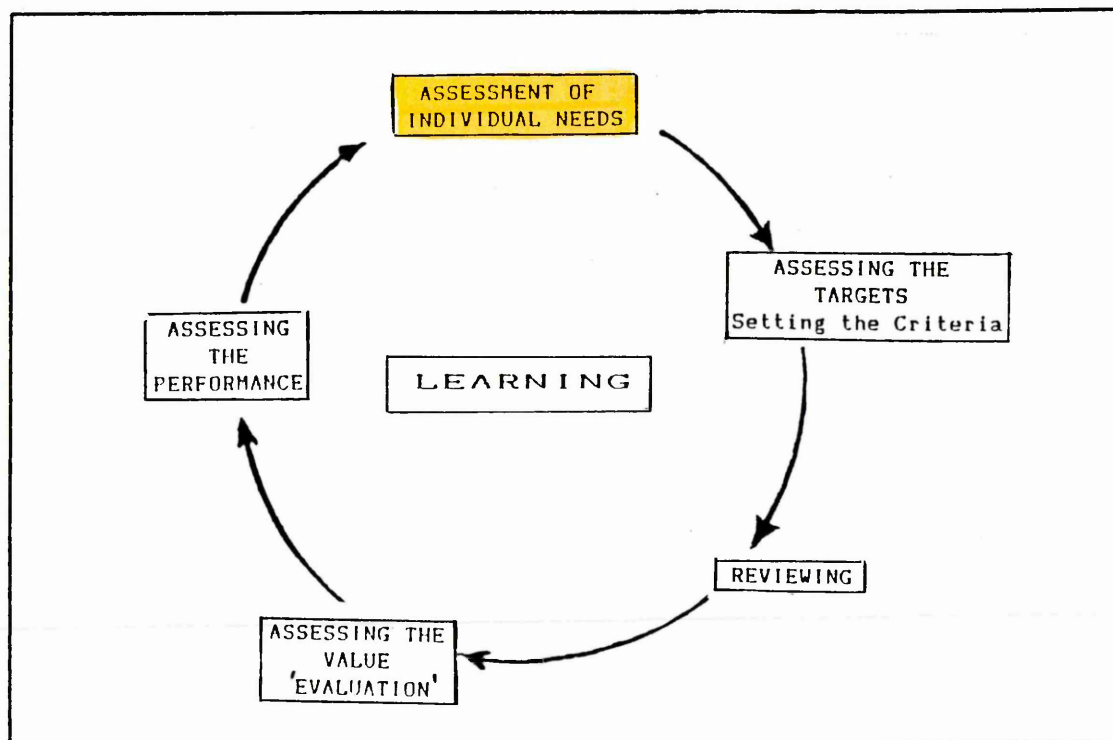 ASSESSMENT OF
INDIVIDUAL NEEDS
ASSESSING THE
TARGETS
Setting the Criteria
REVIEWING
ASSESSING THE
VALUE
'EVALUATION'
ASSESSING
THE
PERFORMANCE
LEARNING